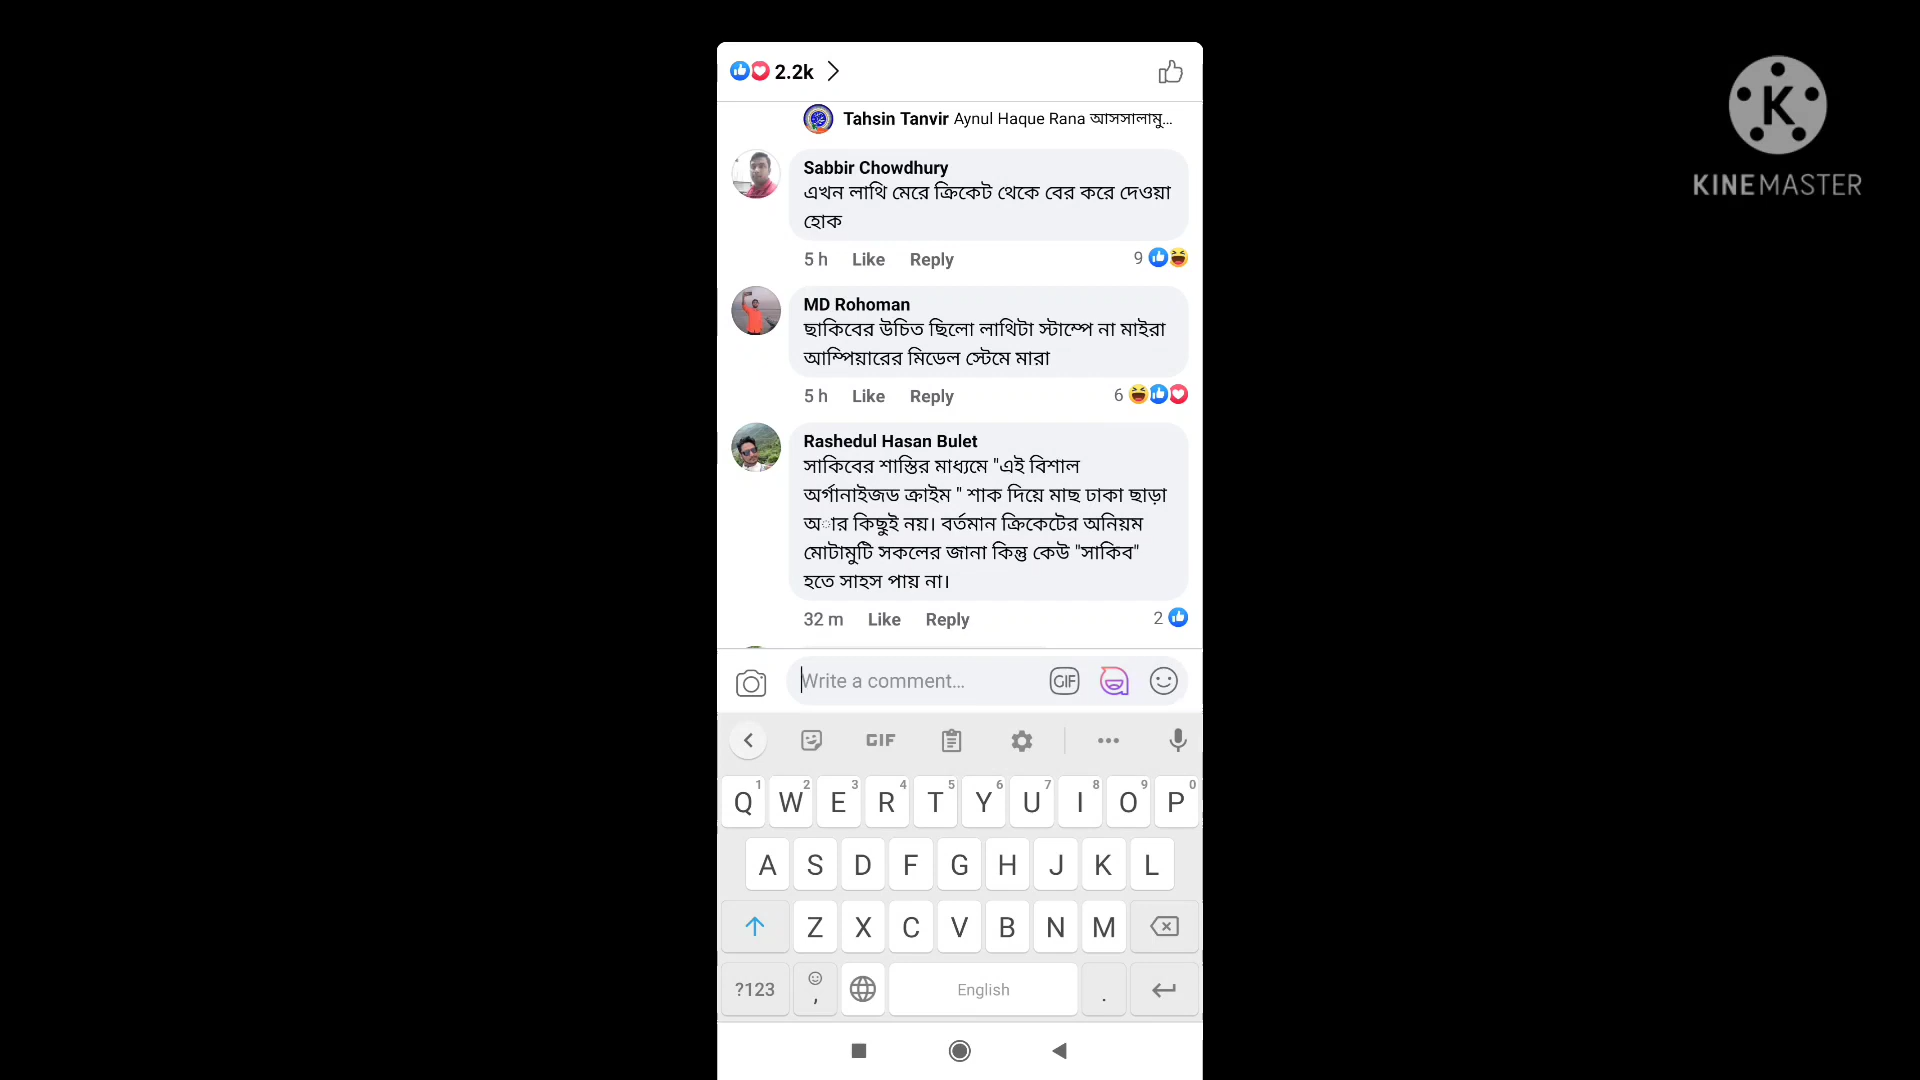 2.2k
Tahsin Tanvir Aynul Haque Rana আসসালামু...
Sabbir Chowdhury
এখন লাথি মেরে ক্রিকেট থেকে বের করে দেওয়া
হোক
5 h Like Reply 9
MD Rohoman
ছাকিবের উচিত ছিলো লাথিটা স্টাম্পে না মাইরা
আম্পিয়ারের মিডেল স্টেমে মারা
5 h Like Reply 6
Rashedul Hasan Bulet
সাকিবের শাস্তির মাধ্যমে "এই বিশাল
অর্গানাইজড ক্রাইম " শাক দিয়ে মাছ ঢাকা ছাড়া
অার কিছুই নয়। বর্তমান ক্রিকেটের অনিয়ম
মোটামুটি সকলের জানা কিন্তু কেউ "সাকিব"
হতে সাহস পায় না।
32 m Like Reply 2
Write a comment... GIF
GIF
1 2 3 4 5 6 7 8 9 0
Q W E R T Y U I O P
A S D F G H J K L
Z X C V B N M
?123 , English .
K
KINEMASTER